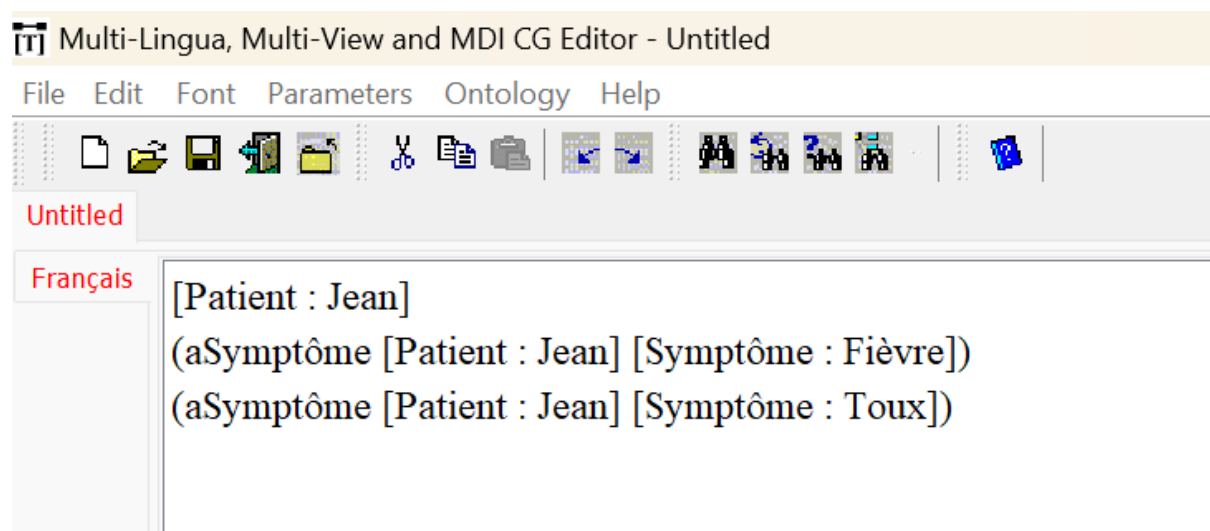 [T] Multi-Lingua, Multi-View and MDI CG Editor - Untitled
File Edit Font Parameters Ontology Help
Untitled
Français
[Patient : Jean]
(aSymptôme [Patient : Jean] [Symptôme : Fièvre])
(aSymptôme [Patient : Jean] [Symptôme : Toux])